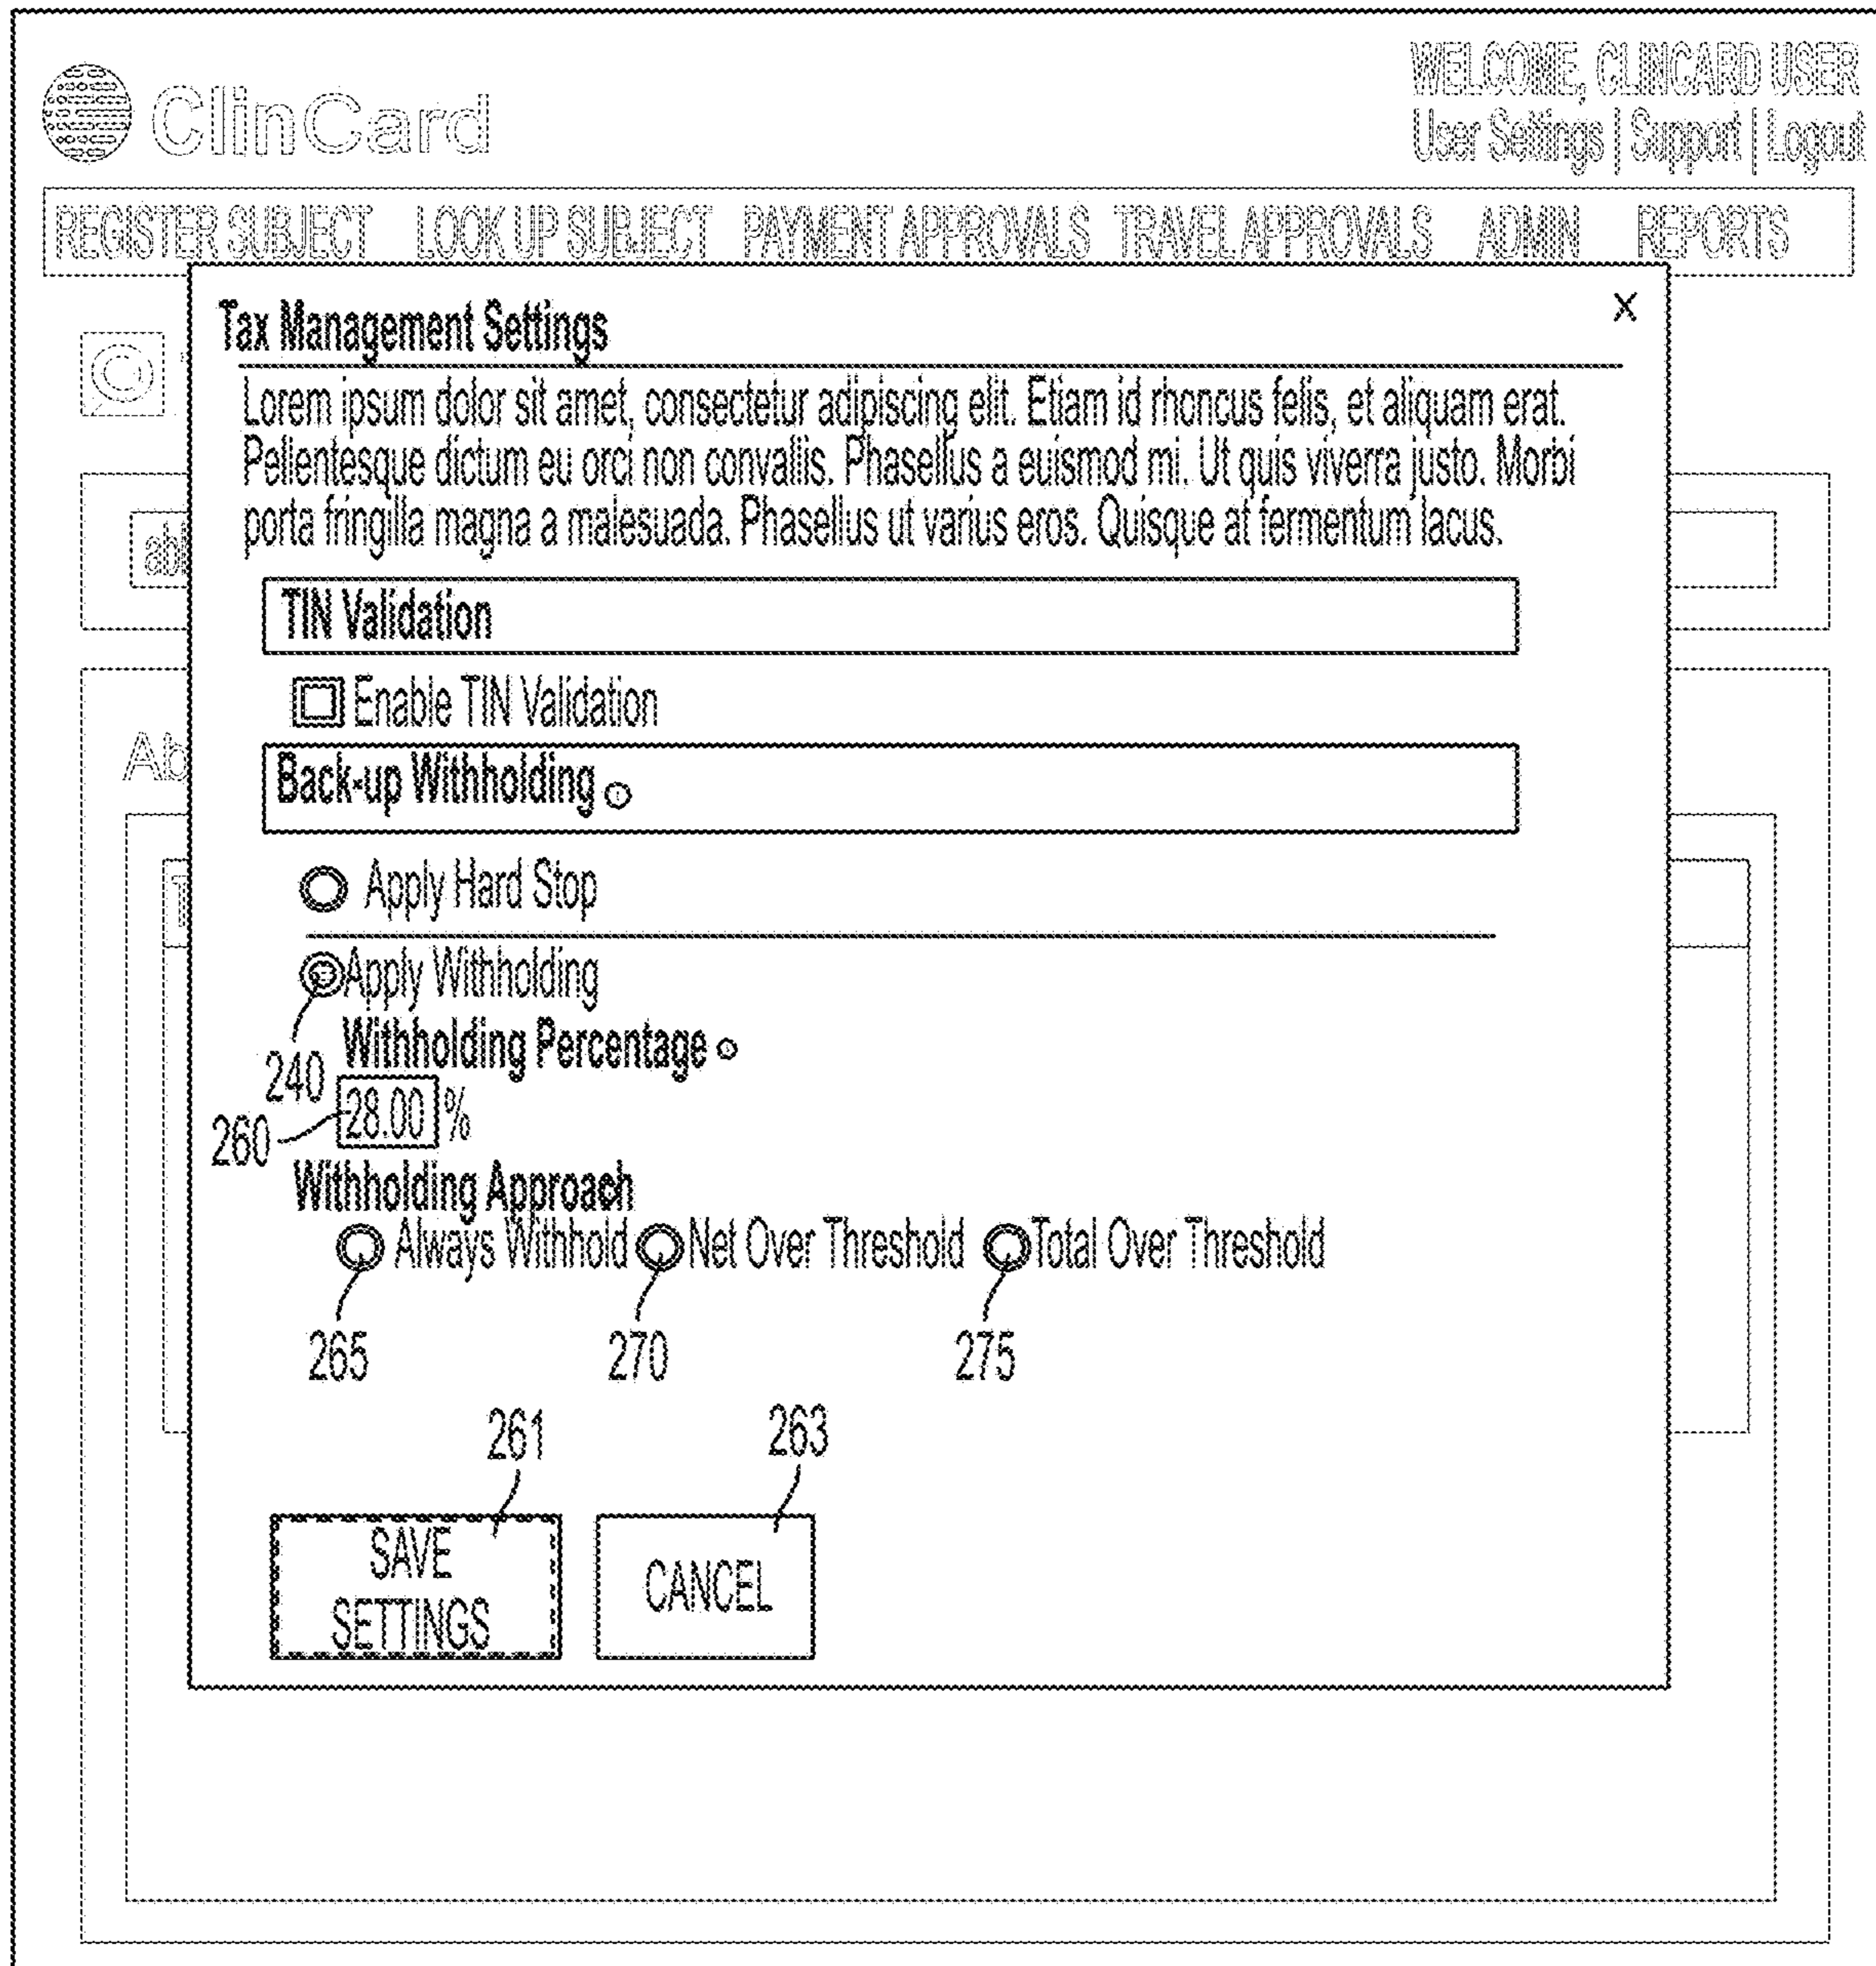 ClinCard
WELCOME, CLINCARD USER
User Settings | Support | Logout
REGISTER SUBJECT LOOK UP SUBJECT PAYMENT APPROVALS TRAVEL APPROVALS ADMIN REPORTS
Tax Management Settings X
Lorem ipsum dolor sit amet, consectetur adipiscing elit. Etiam id rhoncus felis, et aliquam erat.
Pellentesque dictum eu orci non convallis. Phasellus a euismod mi. Ut quis viverra justo. Morbi
porta fringilla magna a malesuada. Phasellus ut varius eros. Quisque at fermentum lacus.
TIN Validation
Enable TIN Validation
Ab
Back-up Withholding
Apply Hard Stop
Apply Withholding
240
Withholding Percentage
260
28.00 %
Withholding Approach
Always Withhold Net Over Threshold Total Over Threshold
265 270 275
261 263
SAVE
SETTINGS
CANCEL